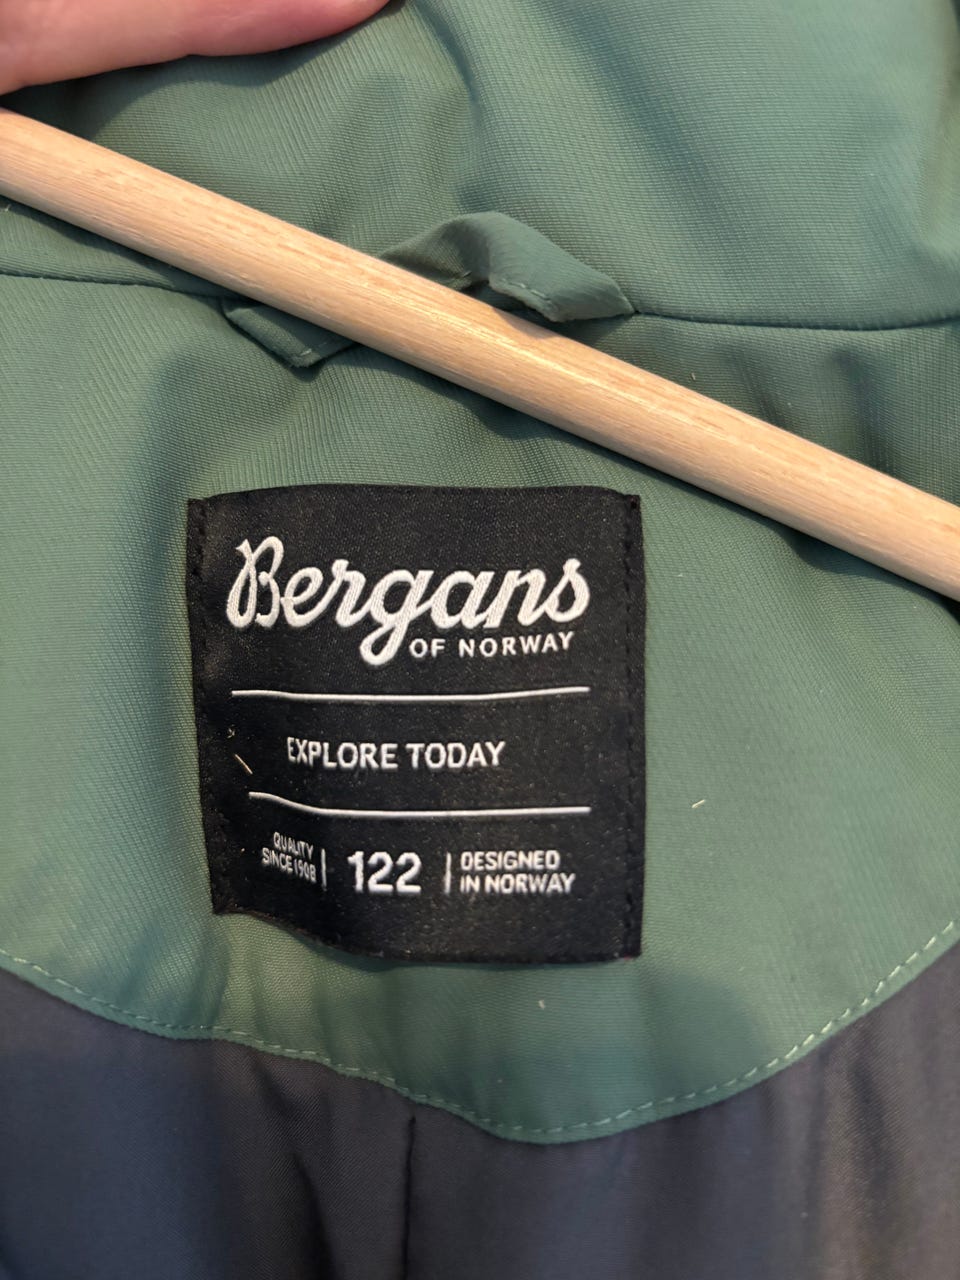 Bergans
OF NORWAY
EXPLORE TODAY
QUALITY
SINCE 1908
122
DESIGNED
IN NORWAY